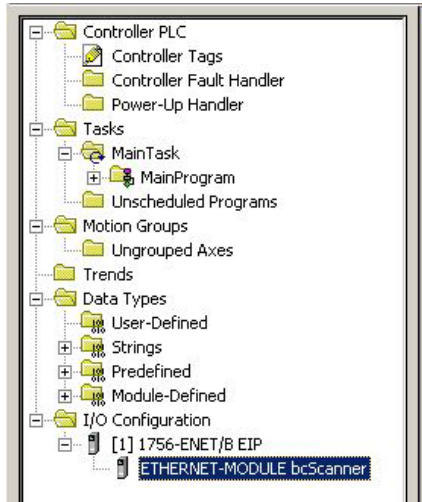 Controller PLC
Controller Tags
Controller Fault Handler
Power-Up Handler
Tasks
MainTask
MainProgram
Unscheduled Programs
Motion Groups
Ungrouped Axes
Trends
Data Types
User-Defined
Strings
Predefined
Module-Defined
I/O Configuration
[1] 1756-ENET/B EIP
ETHERNET-MODULE bcScanner